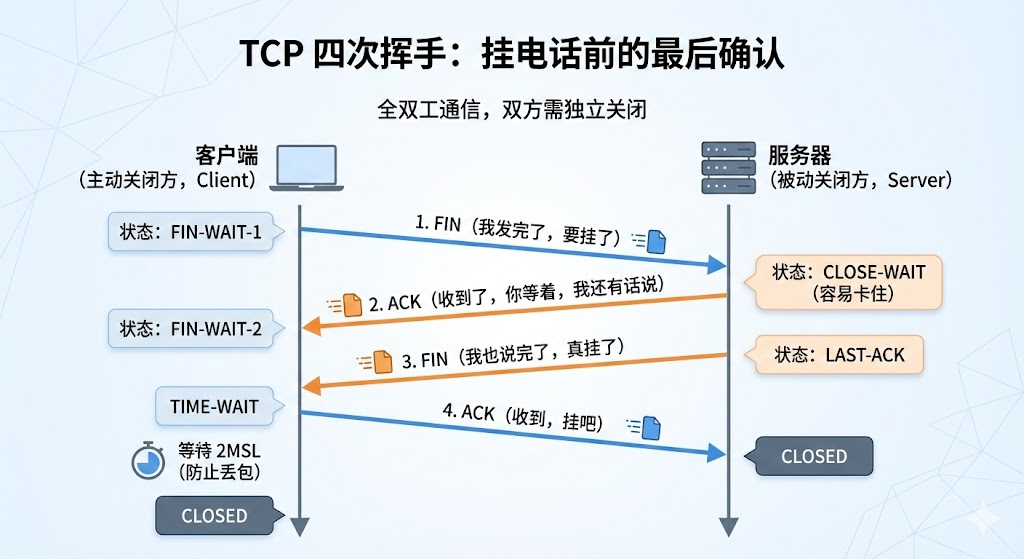 TCP 四次挥手：挂电话前的最后确认
全双工通信，双方需独立关闭
客户端
（主动关闭方，Client）
服务器
（被动关闭方，Server）
状态：FIN-WAIT-1
1. FIN（我发完了，要挂了）
状态：CLOSE-WAIT
（容易卡住）
2. ACK（收到了，你等着，我还有话说）
状态：FIN-WAIT-2
3. FIN（我也说完了，真挂了）
状态：LAST-ACK
TIME-WAIT
4. ACK（收到，挂吧）
等待 2MSL
（防止丢包）
CLOSED
CLOSED